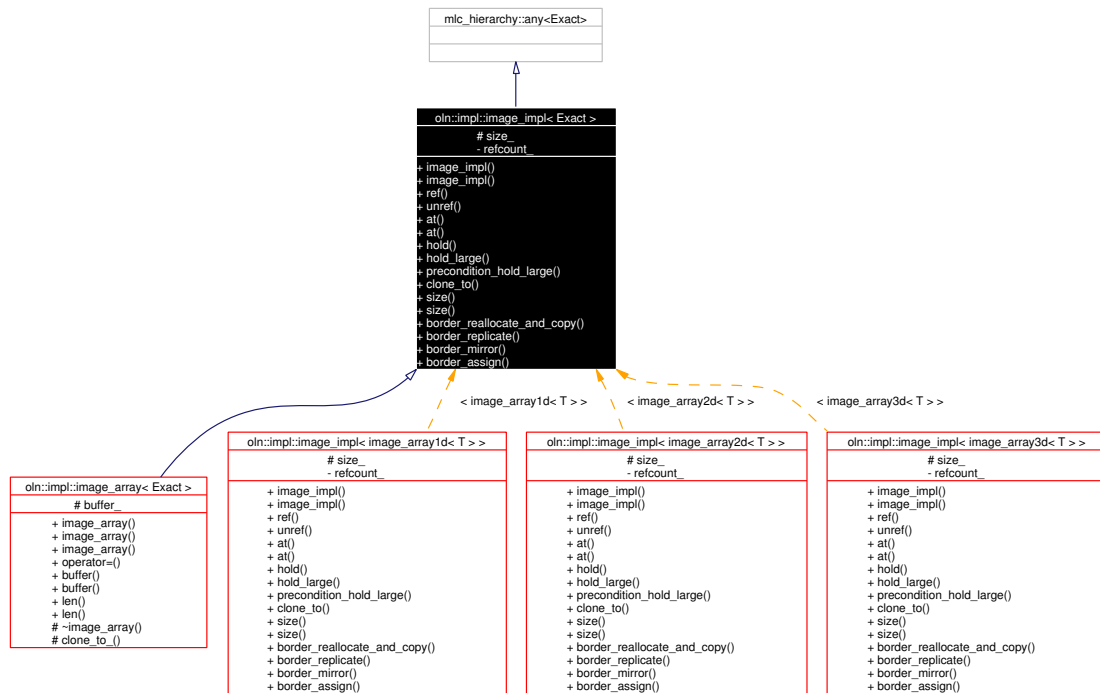 mlc_hierarchy::any<Exact>
oln::impl::image_impl< Exact >
# size_
- refcount_
+ image_impl()
+ image_impl()
+ ref()
+ unref()
+ at()
+ at()
+ hold()
+ hold_large()
+ precondition_hold_large()
+ clone_to()
+ size()
+ size()
+ border_reallocate_and_copy()
+ border_replicate()
+ border_mirror()
+ border_assign()
< image_array1d< T > >
< image_array2d< T > >
< image_array3d< T > >
oln::impl::image_array< Exact >
# buffer_
+ image_array()
+ image_array()
+ image_array()
+ operator=()
+ buffer()
+ buffer()
+ len()
+ len()
# ~image_array()
# clone_to_()
oln::impl::image_impl< image_array1d< T > >
# size_
- refcount_
+ image_impl()
+ image_impl()
+ ref()
+ unref()
+ at()
+ at()
+ hold()
+ hold_large()
+ precondition_hold_large()
+ clone_to()
+ size()
+ size()
+ border_reallocate_and_copy()
+ border_replicate()
+ border_mirror()
+ border_assign()
oln::impl::image_impl< image_array2d< T > >
# size_
- refcount_
+ image_impl()
+ image_impl()
+ ref()
+ unref()
+ at()
+ at()
+ hold()
+ hold_large()
+ precondition_hold_large()
+ clone_to()
+ size()
+ size()
+ border_reallocate_and_copy()
+ border_replicate()
+ border_mirror()
+ border_assign()
oln::impl::image_impl< image_array3d< T > >
# size_
- refcount_
+ image_impl()
+ image_impl()
+ ref()
+ unref()
+ at()
+ at()
+ hold()
+ hold_large()
+ precondition_hold_large()
+ clone_to()
+ size()
+ size()
+ border_reallocate_and_copy()
+ border_replicate()
+ border_mirror()
+ border_assign()